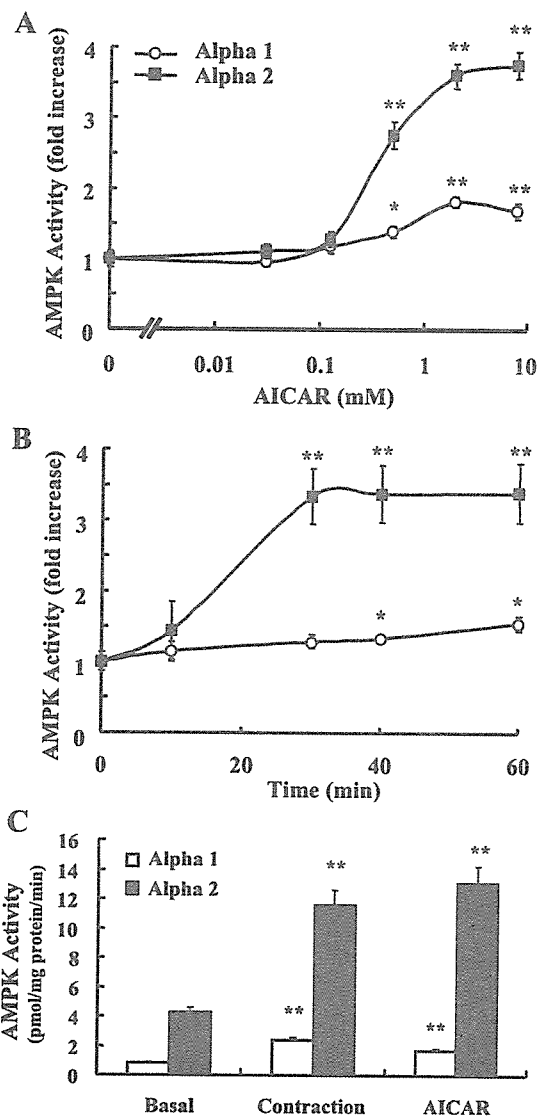 A
AMPK Activity (fold increase)
Alpha 1
Alpha 2
4
3
2
1
0
**
**
**
*
**
**
0
0.01
0.1
1
10
AICAR (mM)
B
AMPK Activity (fold increase)
4
3
2
1
0
**
**
**
*
*
0
20
40
60
Time (min)
C
AMPK Activity
(pmol/mg protein/min)
Alpha 1
Alpha 2
16
14
12
10
8
6
4
2
0
**
**
**
**
Basal
Contraction
AICAR